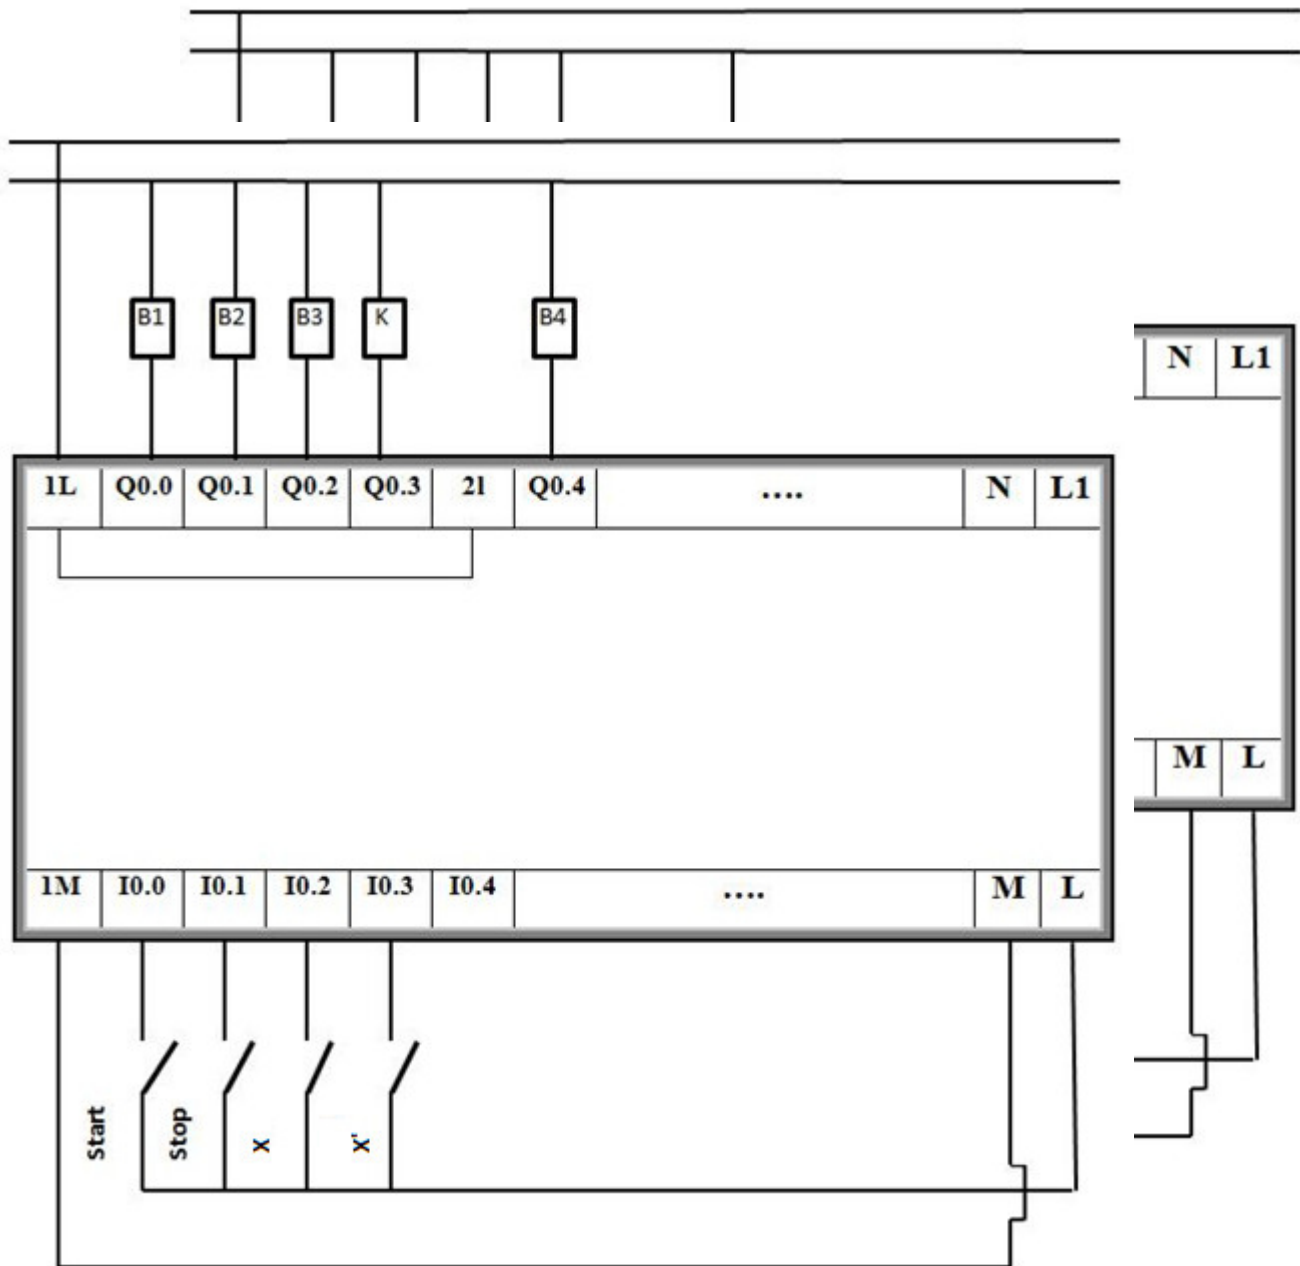 B1 B2 B3 K B4
N L1
1L Q0.0 Q0.1 Q0.2 Q0.3 2l Q0.4 .... N L1
M L
1M I0.0 I0.1 I0.2 I0.3 I0.4 .... M L
Start Stop X X'